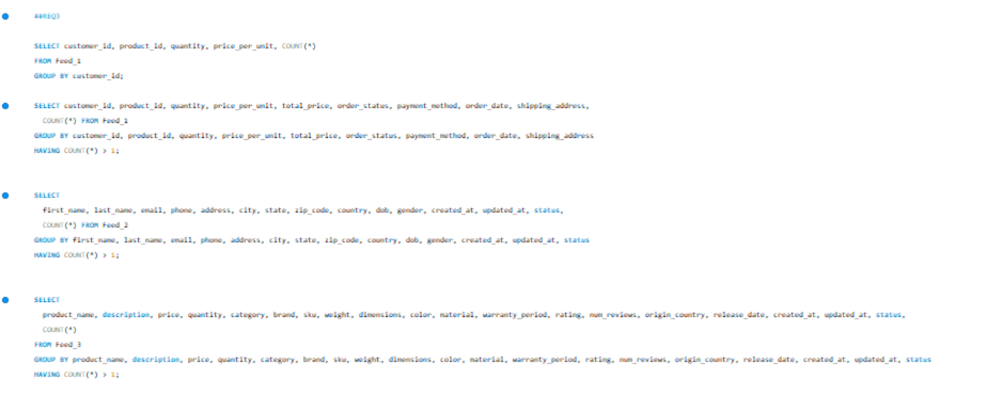 ##REQ3
SELECT customer_id, product_id, quantity, price_per_unit, COUNT(*)
FROM Feed_1
GROUP BY customer_id;
SELECT customer_id, product_id, quantity, price_per_unit, total_price, order_status, payment_method, order_date, shipping_address,
COUNT(*) FROM Feed_1
GROUP BY customer_id, product_id, quantity, price_per_unit, total_price, order_status, payment_method, order_date, shipping_address
HAVING COUNT(*) > 1;
SELECT
first_name, last_name, email, phone, address, city, state, zip_code, country, dob, gender, created_at, updated_at, status,
COUNT(*) FROM Feed_2
GROUP BY first_name, last_name, email, phone, address, city, state, zip_code, country, dob, gender, created_at, updated_at, status
HAVING COUNT(*) > 1;
SELECT
product_name, description, price, quantity, category, brand, sku, weight, dimensions, color, material, warranty_period, rating, num_reviews, origin_country, release_date, created_at, updated_at, status,
COUNT(*)
FROM Feed_3
GROUP BY product_name, description, price, quantity, category, brand, sku, weight, dimensions, color, material, warranty_period, rating, num_reviews, origin_country, release_date, created_at, updated_at, status
HAVING COUNT(*) > 1;